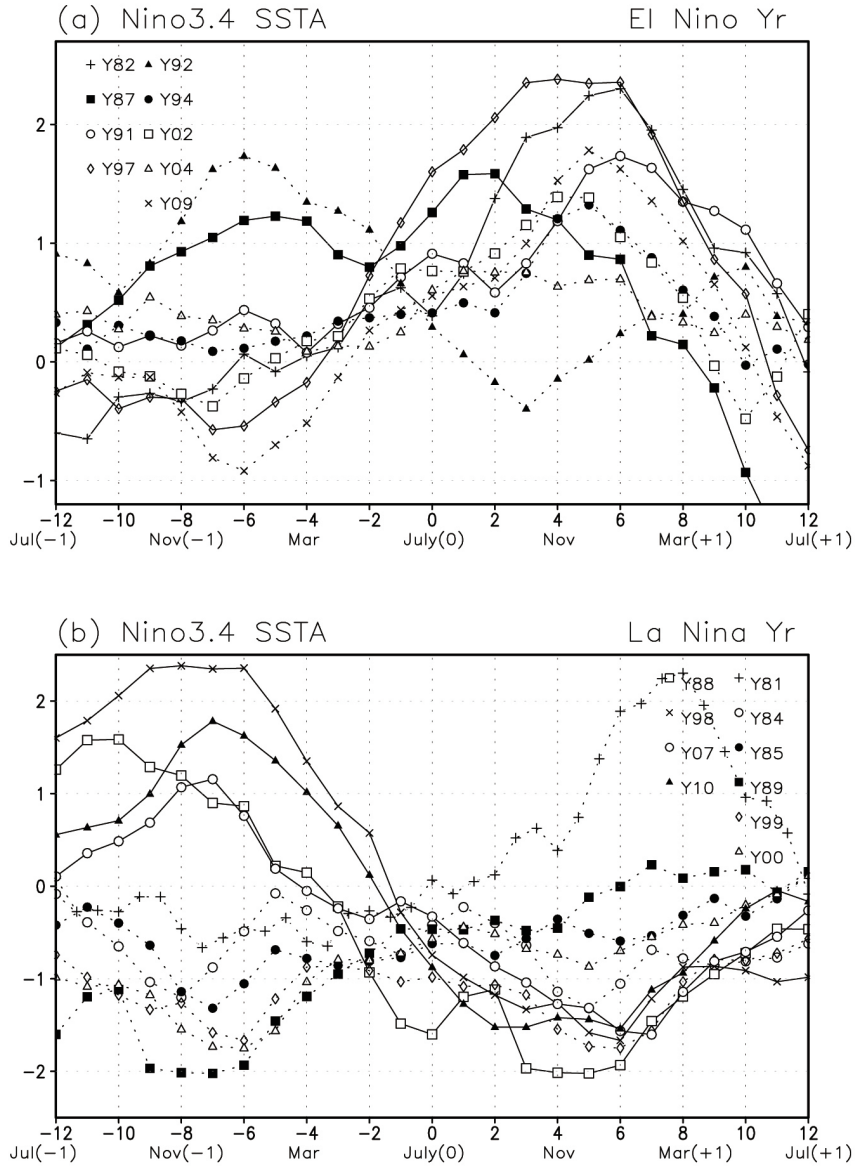 (a) Nino3.4 SSTA El Nino Yr
2
1
0
−1
Y82 Y92
Y87 Y94
Y91 Y02
Y97 Y04
Y09
−12 −10 −8 −6 −4 −2 0 2 4 6 8 10 12
Jul(−1) Nov(−1) Mar July(0) Nov Mar(+1) Jul(+1)
(b) Nino3.4 SSTA La Nina Yr
2
1
0
−1
−2
Y88 Y81
Y98 Y84
Y07 Y85
Y10 Y89
Y99
Y00
−12 −10 −8 −6 −4 −2 0 2 4 6 8 10 12
Jul(−1) Nov(−1) Mar July(0) Nov Mar(+1) Jul(+1)